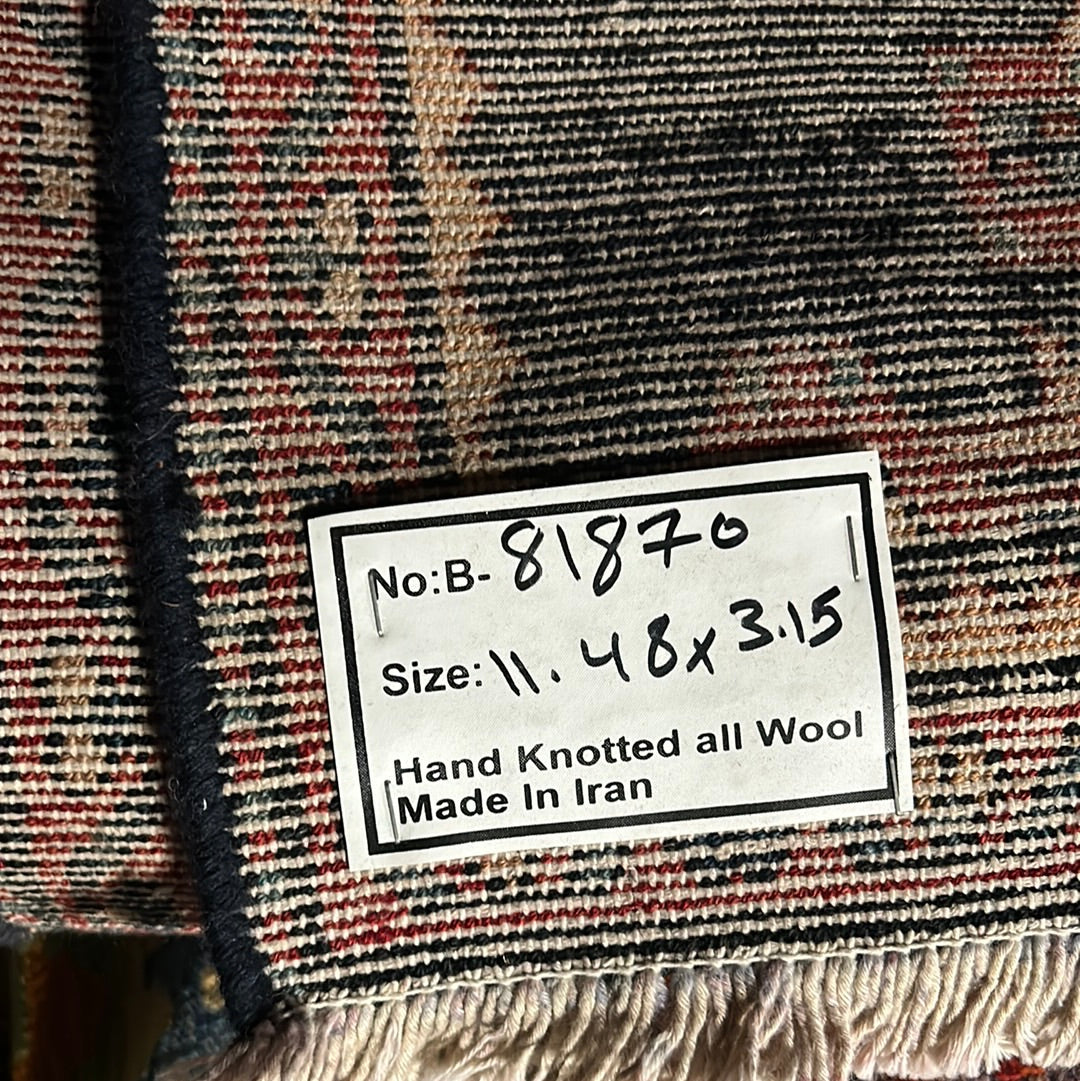 No:B- 81870
Size: 11.48x3.15
Hand Knotted all Wool
Made In Iran